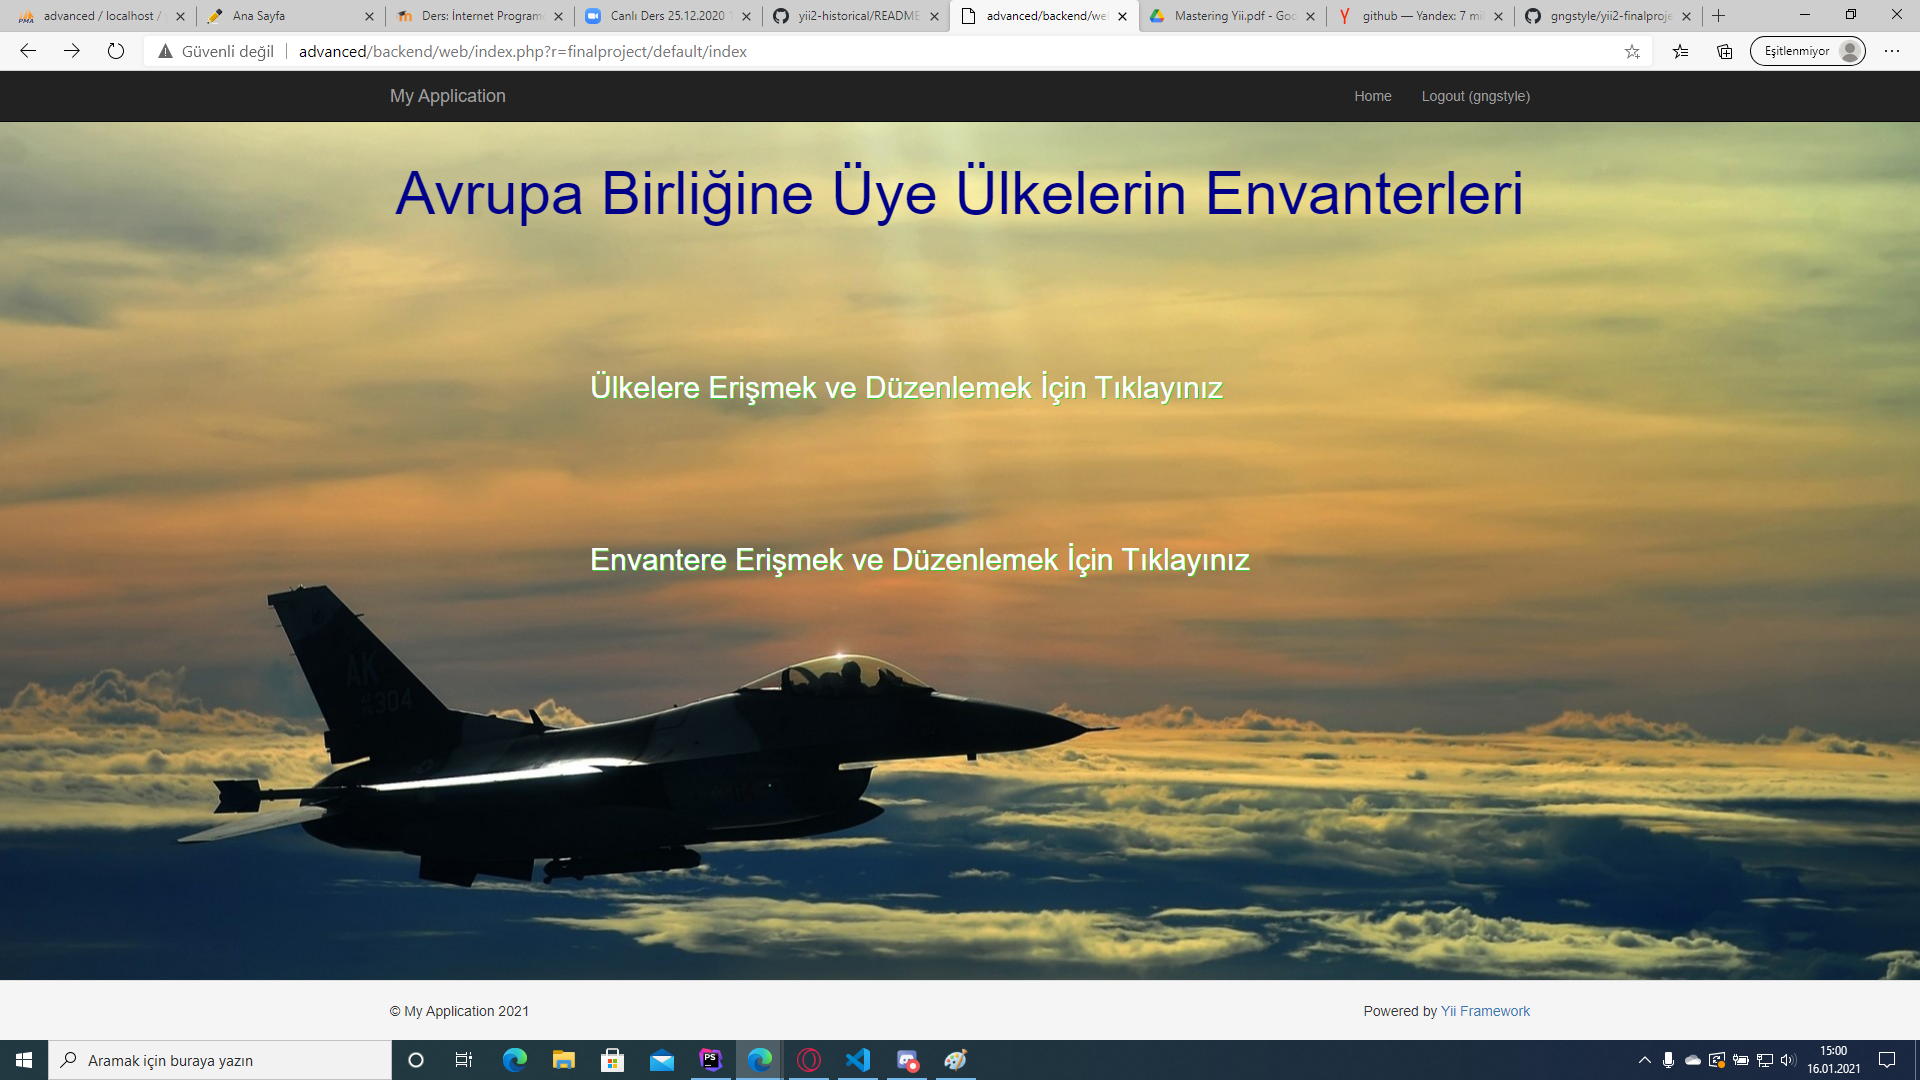 advanced / localhost /
Ana Sayfa
Ders: İnternet Program
Canlı Ders 25.12.2020
yii2-historical/README
advanced/backend/we
Mastering Yii.pdf - Goo
github — Yandex: 7 mi
gngstyle/yii2-finalproje
Güvenli değil
advanced/backend/web/index.php?r=finalproject/default/index
Eşitlenmiyor
My Application
Home
Logout (gngstyle)
Avrupa Birliğine Üye Ülkelerin Envanterleri
Ülkelere Erişmek ve Düzenlemek İçin Tıklayınız
Envantere Erişmek ve Düzenlemek İçin Tıklayınız
AK
304
© My Application 2021
Powered by Yii Framework
Aramak için buraya yazın
PS
15:00
16.01.2021